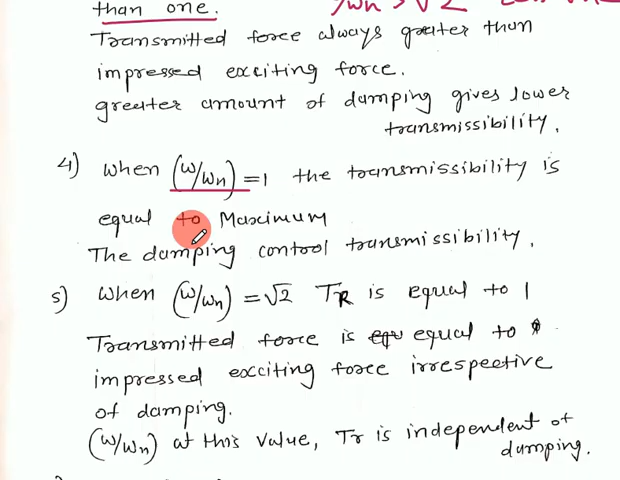 than one.
Transmitted force always greater than
impressed exciting force.
greater amount of damping gives lower
transmissibility.
4) when (ω/ωn) = 1 the transmissibility is
equal to Maximum
The damping control transmissibility.
5) when (ω/ωn) = √2 TR is equal to 1
Transmitted force is equal to
impressed exciting force irrespective
of damping.
(ω/ωn) at this value, Tr is independent of
damping.